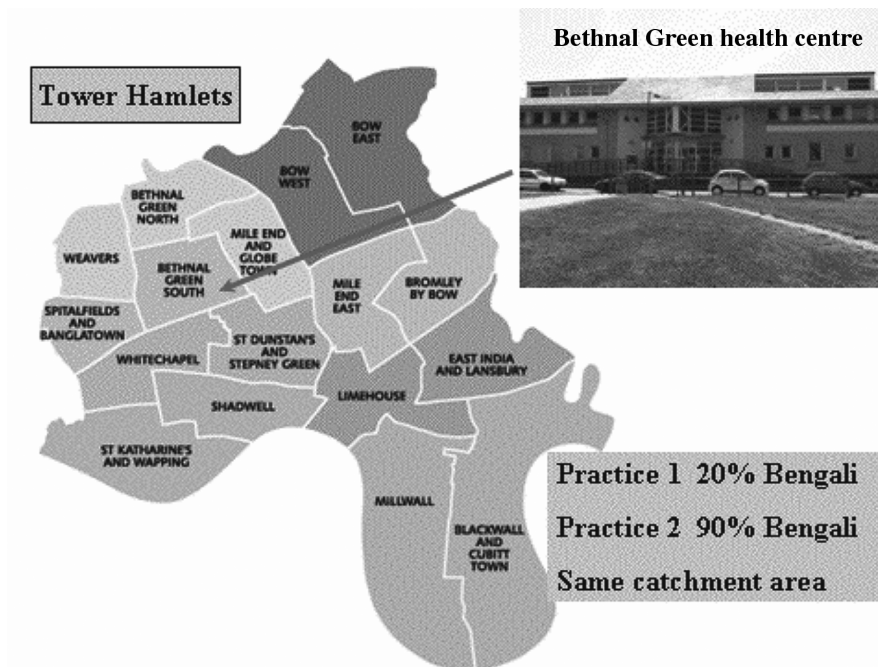 Bethnal Green health centre
Tower Hamlets
BOW
EAST
BOW
WEST
BETHNAL
GREEN
NORTH
MILE END
AND
GLOBE
TOWN
WEAVERS
BETHNAL
GREEN
SOUTH
MILE
END
EAST
BROMLEY
BY BOW
SPITALFIELDS
AND
BANGLATOWN
ST DUNSTAN'S
AND
STEPNEY GREEN
WHITECHAPEL
EAST INDIA
AND LANSBURY
LIMEHOUSE
SHADWELL
ST KATHARINE'S
AND WAPPING
MILLWALL
BLACKWALL
AND
CUBITT
TOWN
Practice 1 20% Bengali
Practice 2 90% Bengali
Same catchment area